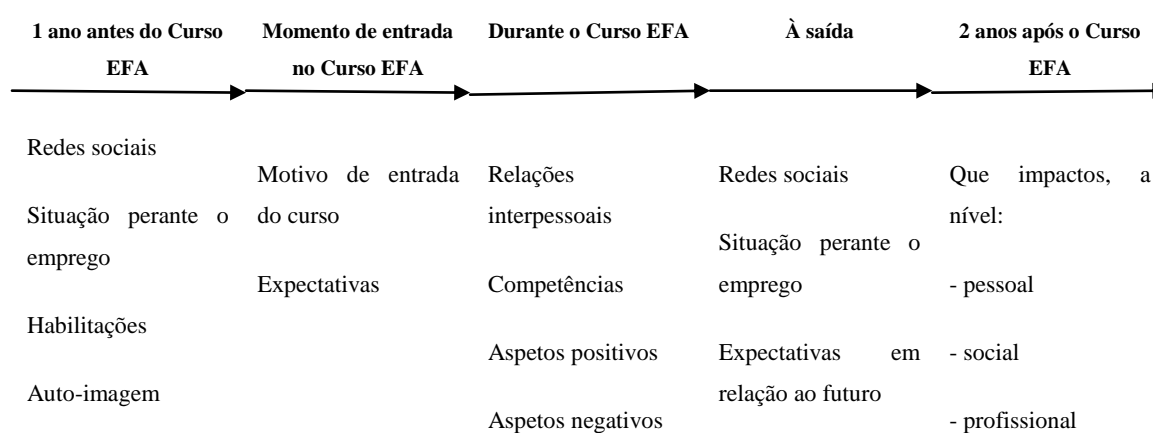 1 ano antes do Curso
EFA
Momento de entrada
no Curso EFA
Durante o Curso EFA
À saída
2 anos após o Curso
EFA
Redes sociais
Situação perante o
emprego
Habilitações
Auto-imagem
Motivo de entrada
do curso
Expectativas
Relações
interpessoais
Competências
Aspetos positivos
Aspetos negativos
Redes sociais
Situação perante o
emprego
Expectativas em
relação ao futuro
Que impactos, a
nível:
- pessoal
- social
- profissional